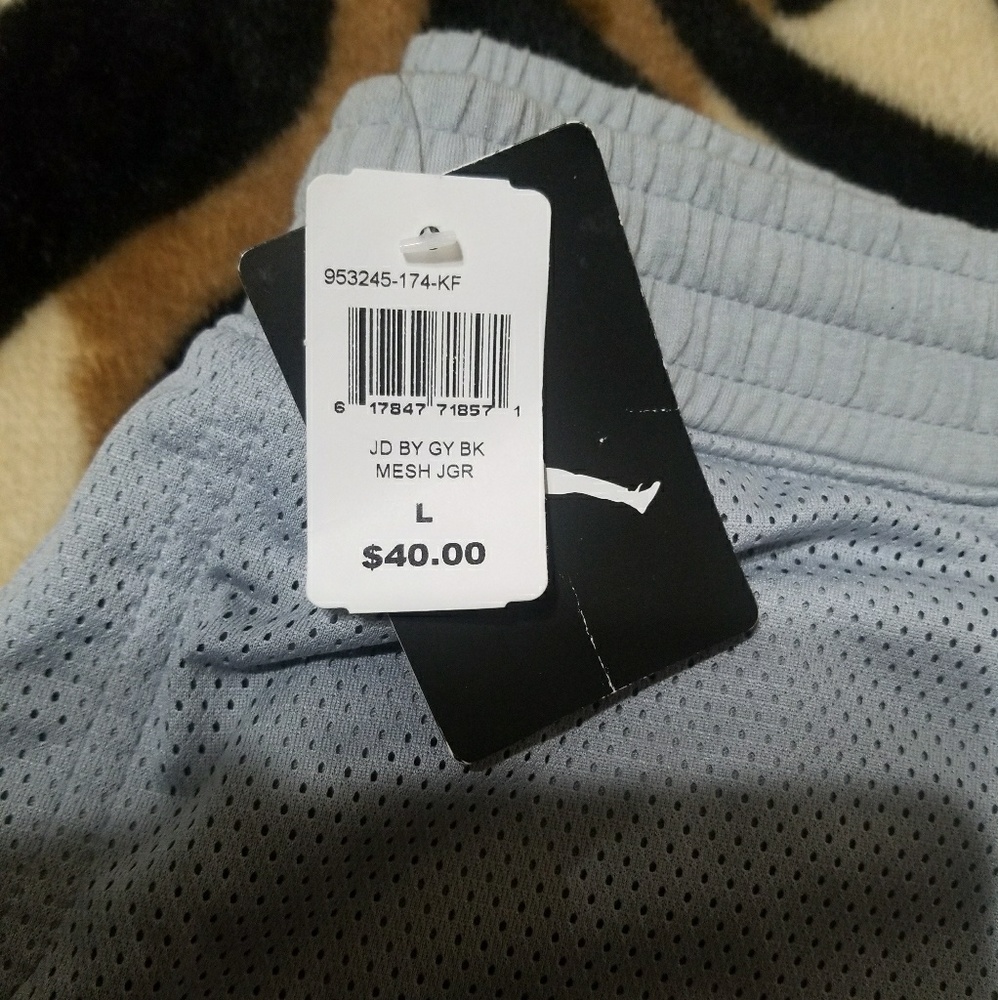 953245-174-KF
6 17847 71857 1
JD BY GY BK
MESH JGR
L
$40.00